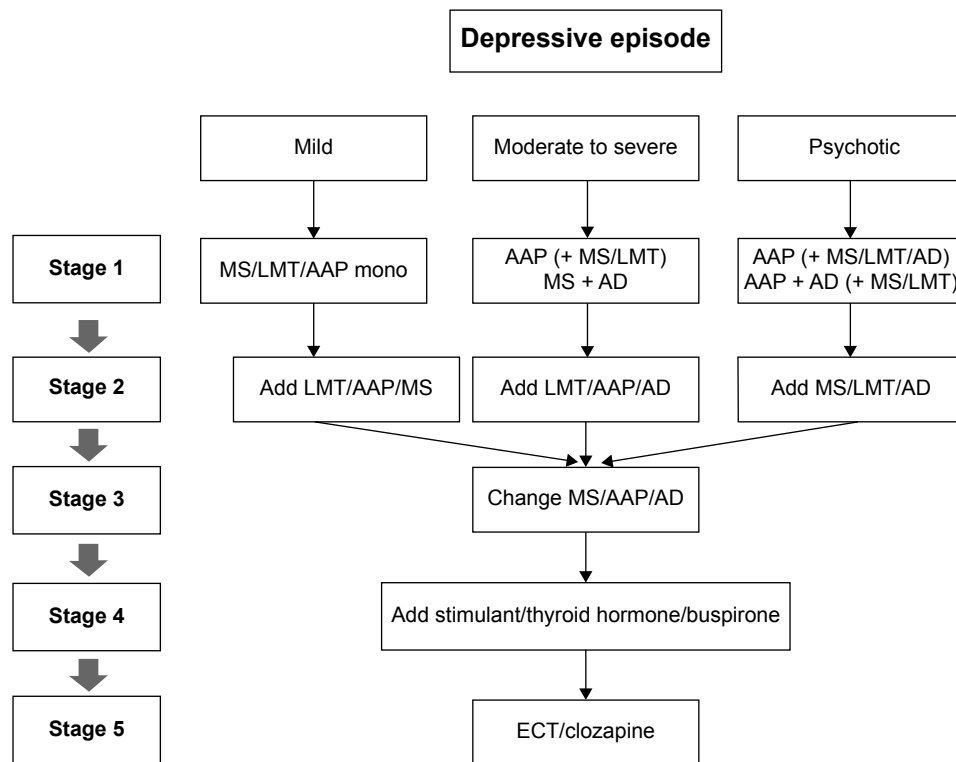 Depressive episode
Mild
Moderate to severe
Psychotic
Stage 1
MS/LMT/AAP mono
AAP (+ MS/LMT)
MS + AD
AAP (+ MS/LMT/AD)
AAP + AD (+ MS/LMT)
Stage 2
Add LMT/AAP/MS
Add LMT/AAP/AD
Add MS/LMT/AD
Stage 3
Change MS/AAP/AD
Stage 4
Add stimulant/thyroid hormone/buspirone
Stage 5
ECT/clozapine